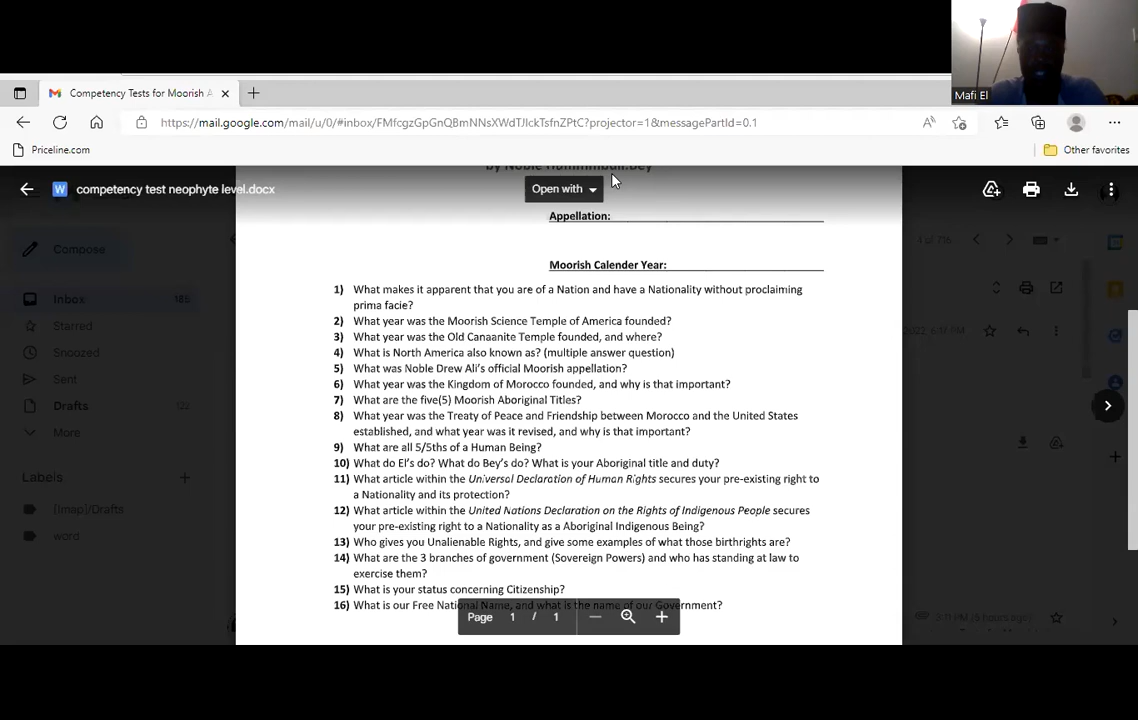 Mafi El
Competency Tests for Moorish A
https://mail.google.com/mail/u/0/#inbox/FMfcgzGpGnQBmNNsXWdTJlckTsfnZPtC?projector=1&messagePartId=0.1
Priceline.com
Other favorites
competency test neophyte level.docx
Open with
Compose
Inbox 185
Starred
Snoozed
Sent
Drafts 122
More
Labels
[Imap]/Drafts
word
Appellation:
Moorish Calender Year:
1) What makes it apparent that you are of a Nation and have a Nationality without proclaiming
prima facie?
2) What year was the Moorish Science Temple of America founded?
3) What year was the Old Canaanite Temple founded, and where?
4) What is North America also known as? (multiple answer question)
5) What was Noble Drew Ali's official Moorish appellation?
6) What year was the Kingdom of Morocco founded, and why is that important?
7) What are the five(5) Moorish Aboriginal Titles?
8) What year was the Treaty of Peace and Friendship between Morocco and the United States
established, and what year was it revised, and why is that important?
9) What are all 5/5ths of a Human Being?
10) What do El's do? What do Bey's do? What is your Aboriginal title and duty?
11) What article within the Universal Declaration of Human Rights secures your pre-existing right to
a Nationality and its protection?
12) What article within the United Nations Declaration on the Rights of Indigenous People secures
your pre-existing right to a Nationality as a Aboriginal Indigenous Being?
13) Who gives you Unalienable Rights, and give some examples of what those birthrights are?
14) What are the 3 branches of government (Sovereign Powers) and who has standing at law to
exercise them?
15) What is your status concerning Citizenship?
16) What is our Free National Name, and what is the name of our Government?
Page 1 / 1